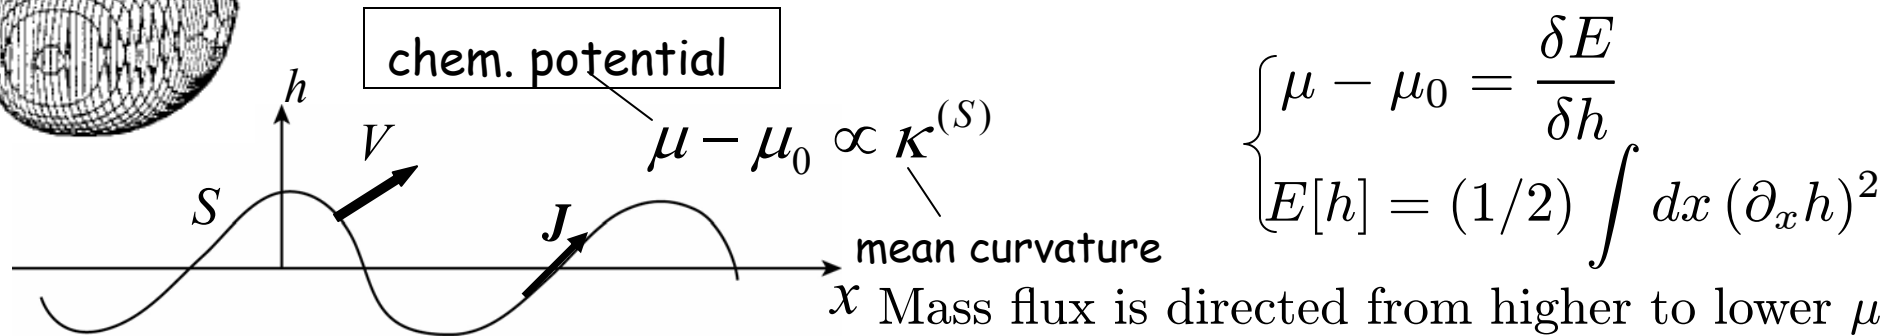 chem. potential
h
V
μ − μ₀ ∝ κ^(S)
S
J
mean curvature
x
μ − μ₀ = δE/δh
E[h] = (1/2) ∫ dx (∂ₓh)²
Mass flux is directed from higher to lower μ